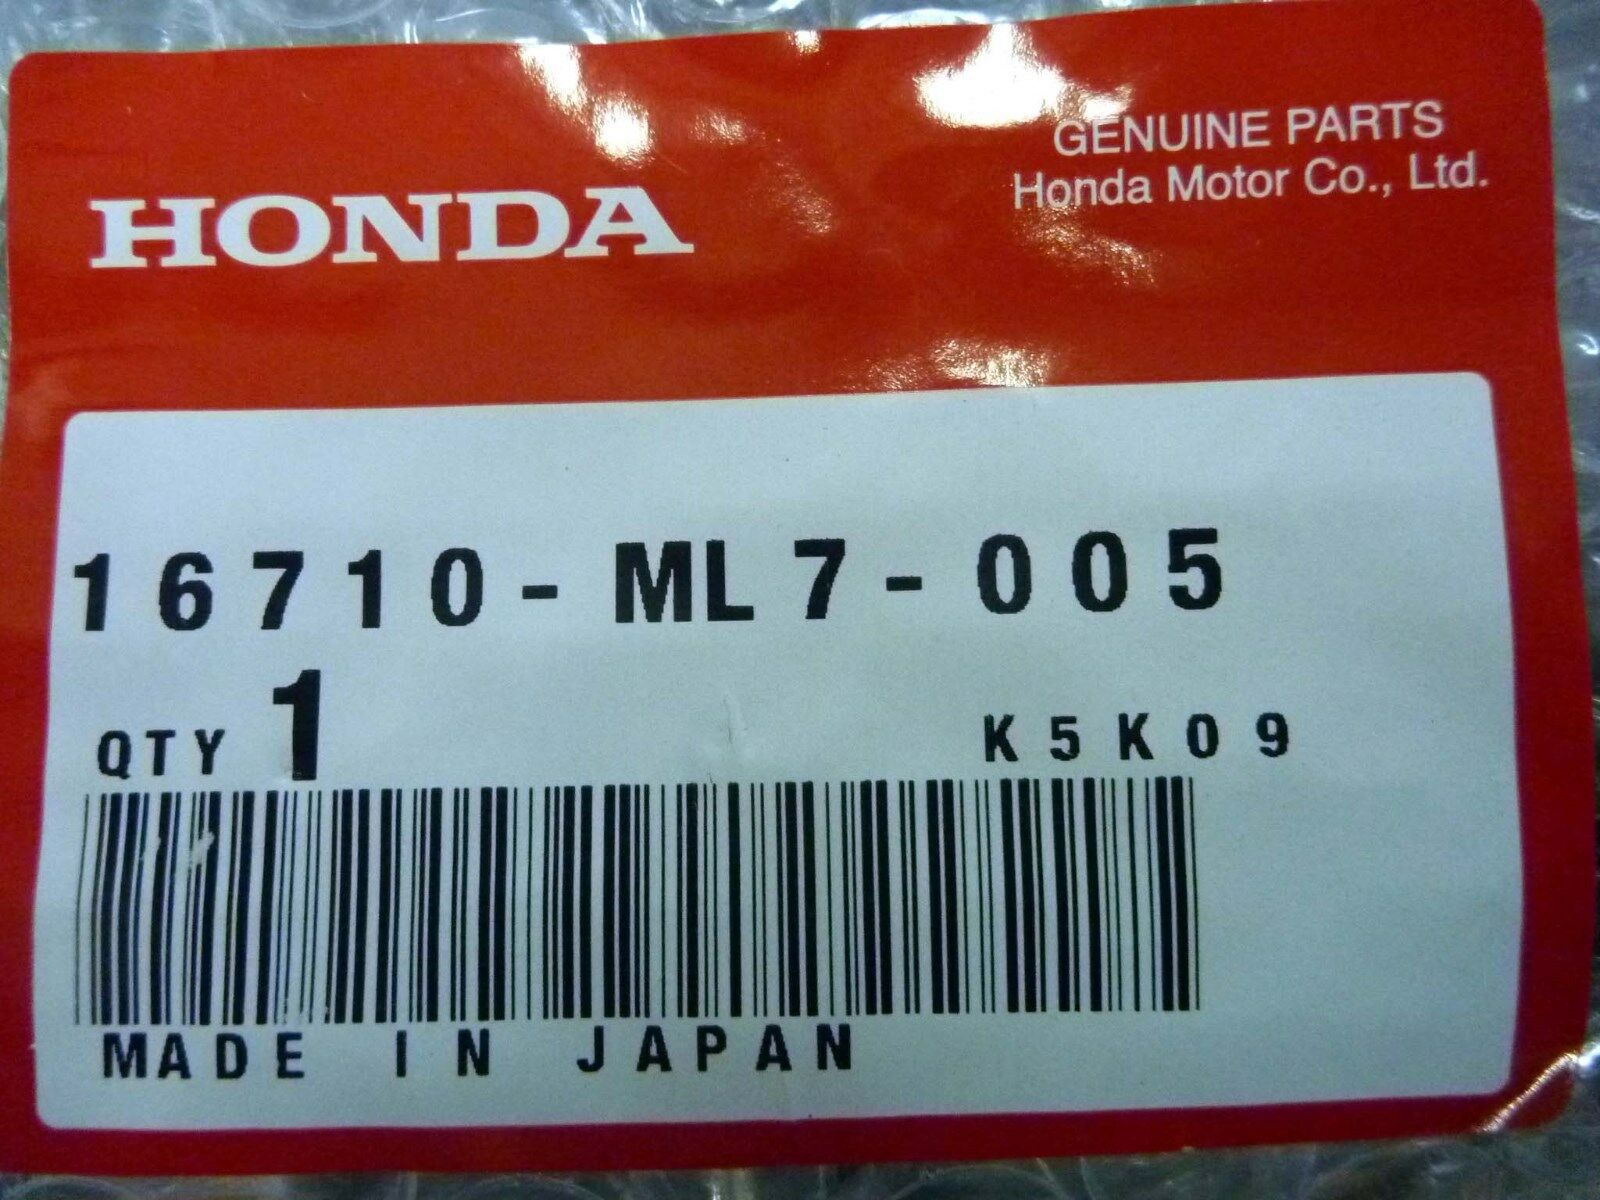 HONDA
GENUINE PARTS
Honda Motor Co., Ltd.
16710-ML7-005
QTY 1 K5K09
MADE IN JAPAN